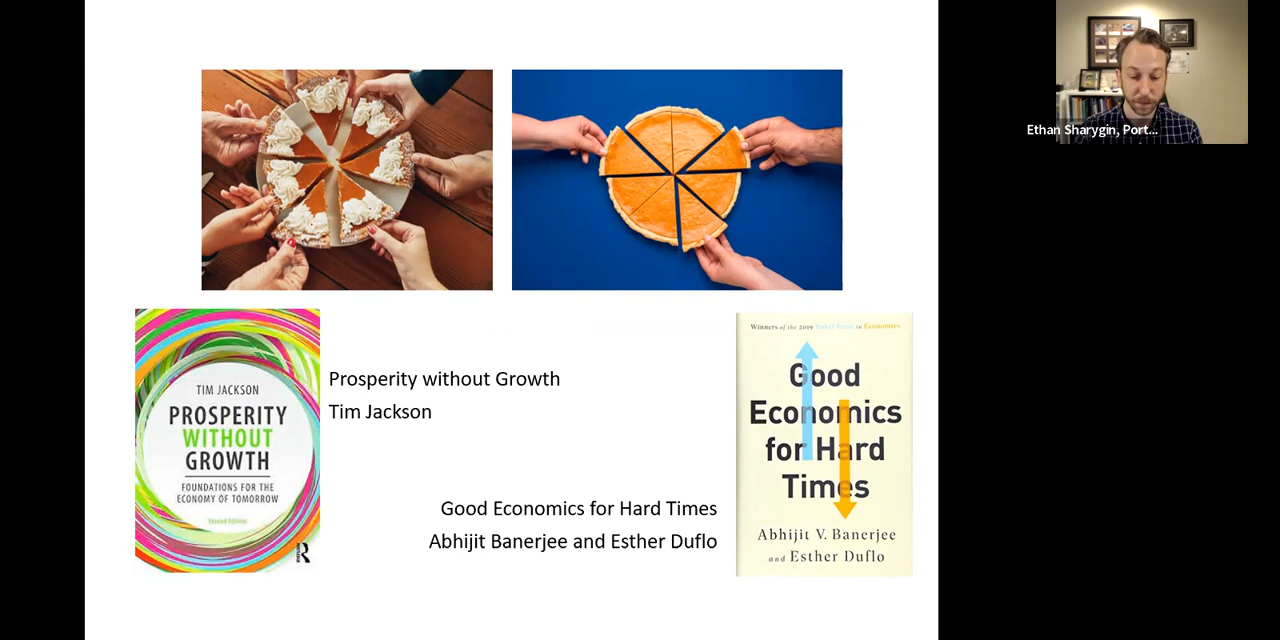 Ethan Sharygin, Port...
TIM JACKSON
PROSPERITY
WITHOUT
GROWTH
FOUNDATIONS FOR THE
ECONOMY OF TOMORROW
Second Edition
Prosperity without Growth
Tim Jackson
Good Economics for Hard Times
Abhijit Banerjee and Esther Duflo
Winners of the 2019 Nobel Prize in Economics
Good
Economics
for Hard
Times
Abhijit V. Banerjee
and Esther Duflo